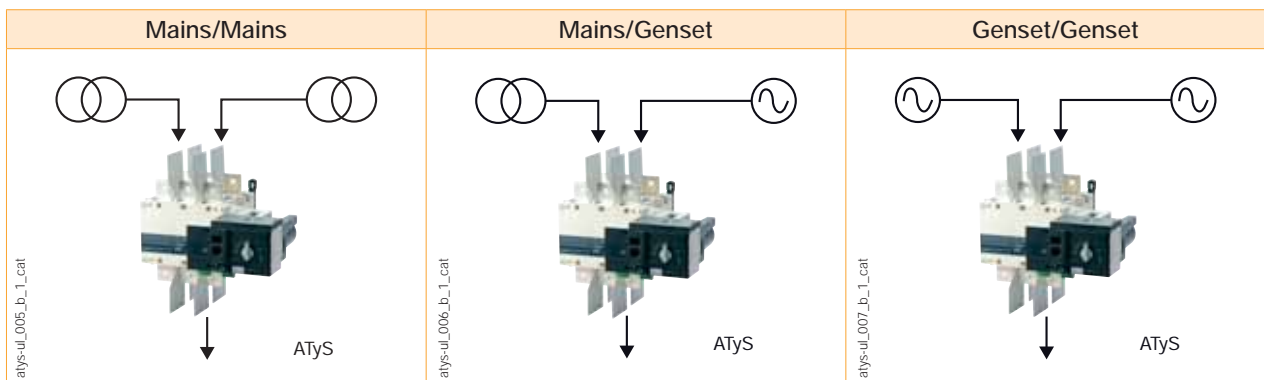 Mains/Mains
Mains/Genset
Genset/Genset
atys-ul_005_b_1_cat
ATyS
atys-ul_006_b_1_cat
ATyS
atys-ul_007_b_1_cat
ATyS